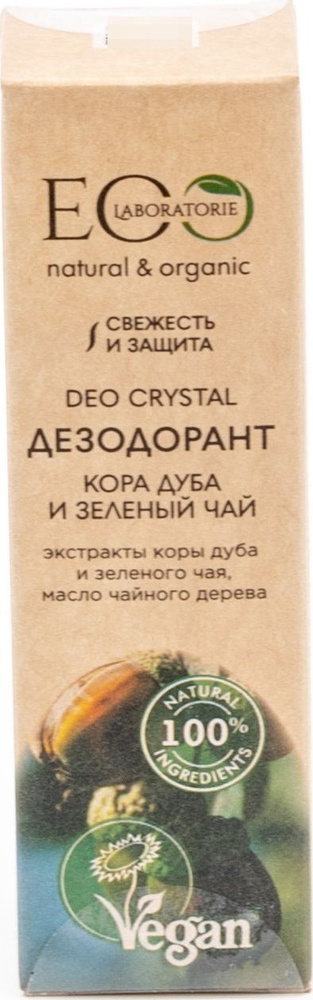 ECO
LABORATORIE
natural & organic
СВЕЖЕСТЬ
И ЗАЩИТА
DEO CRYSTAL
ДЕЗОДОРАНТ
КОРА ДУБА
И ЗЕЛЕНЫЙ ЧАЙ
экстракты коры дуба
и зеленого чая,
масло чайного дерева
NATURAL
100%
INGREDIENTS
Vegan